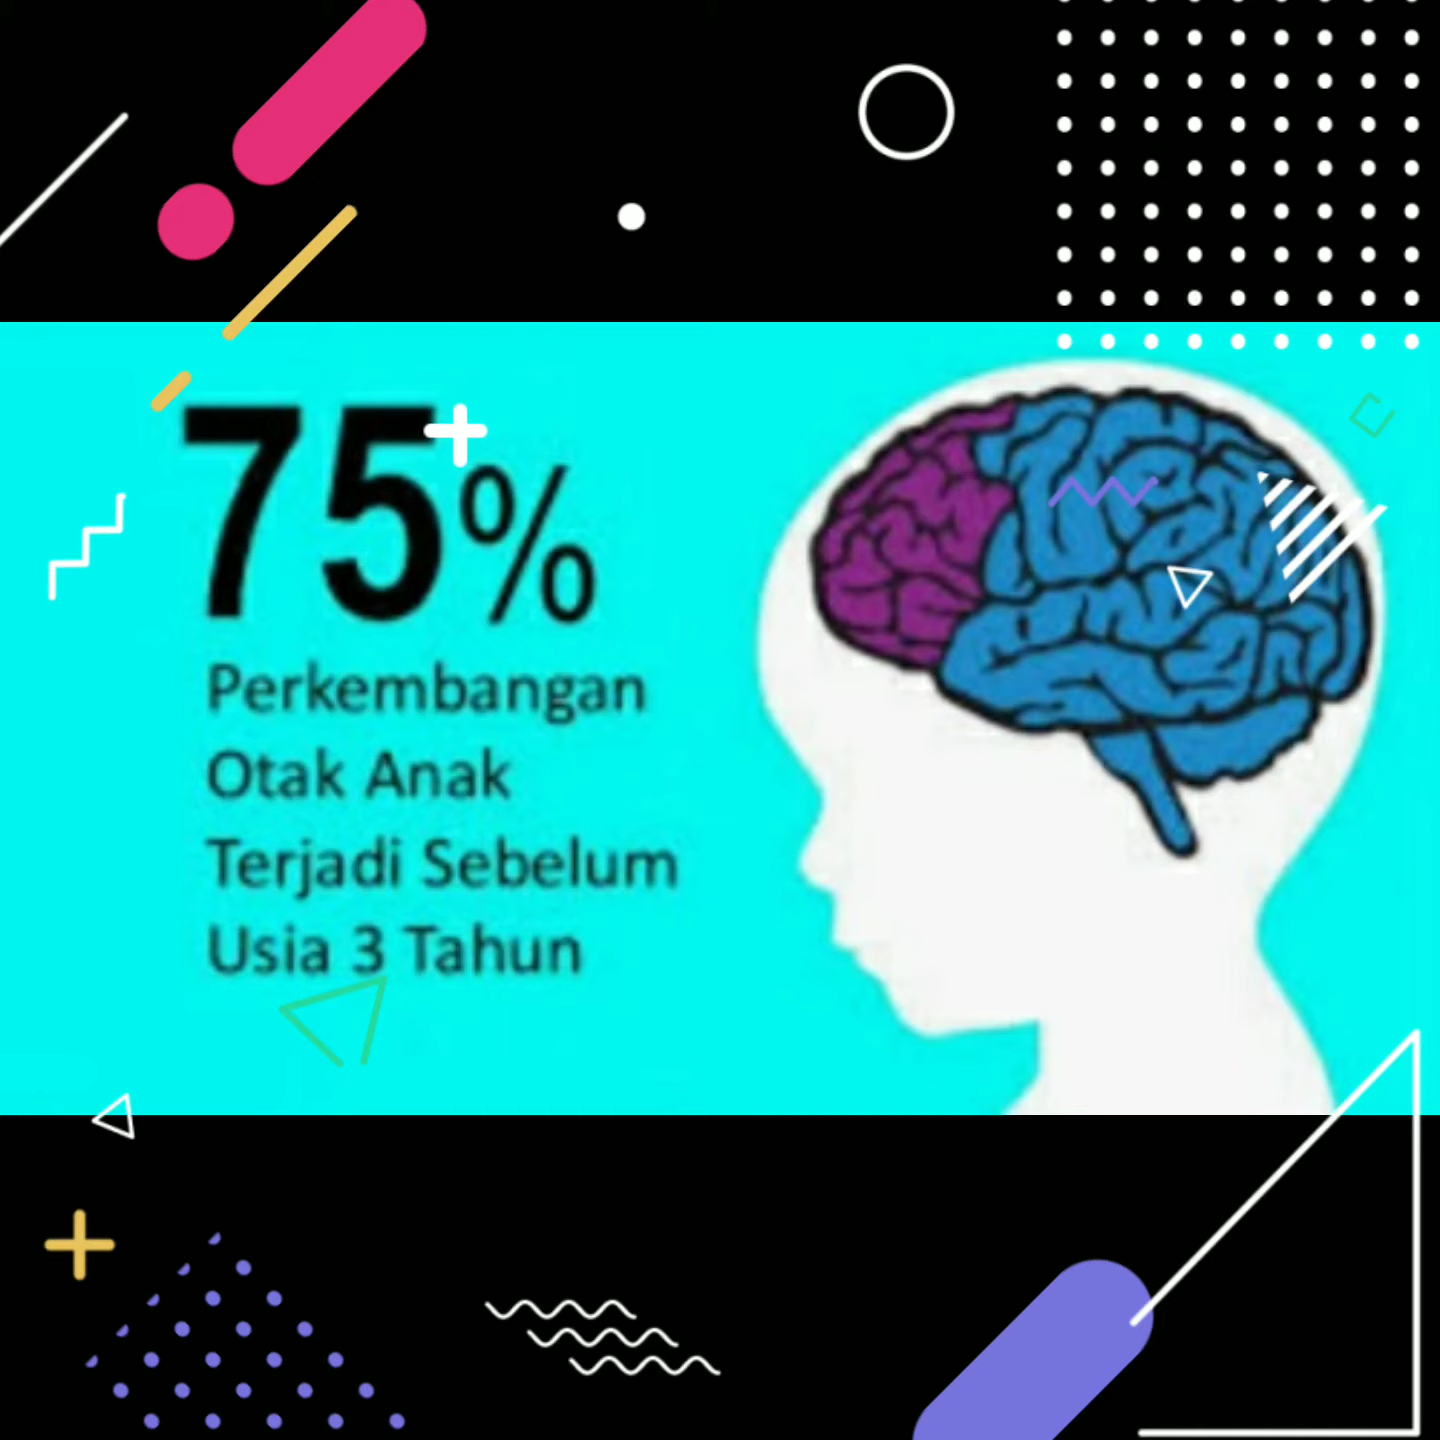 75%
Perkembangan
Otak Anak
Terjadi Sebelum
Usia 3 Tahun